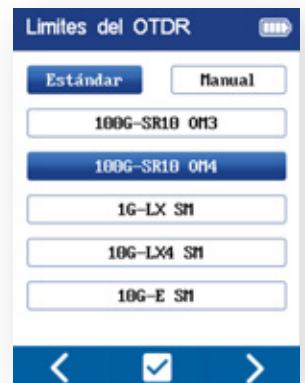 Limites del OTDR
Estándar Manual
100G-SR10 OM3
100G-SR10 OM4
1G-LX SM
10G-LX4 SM
10G-E SM